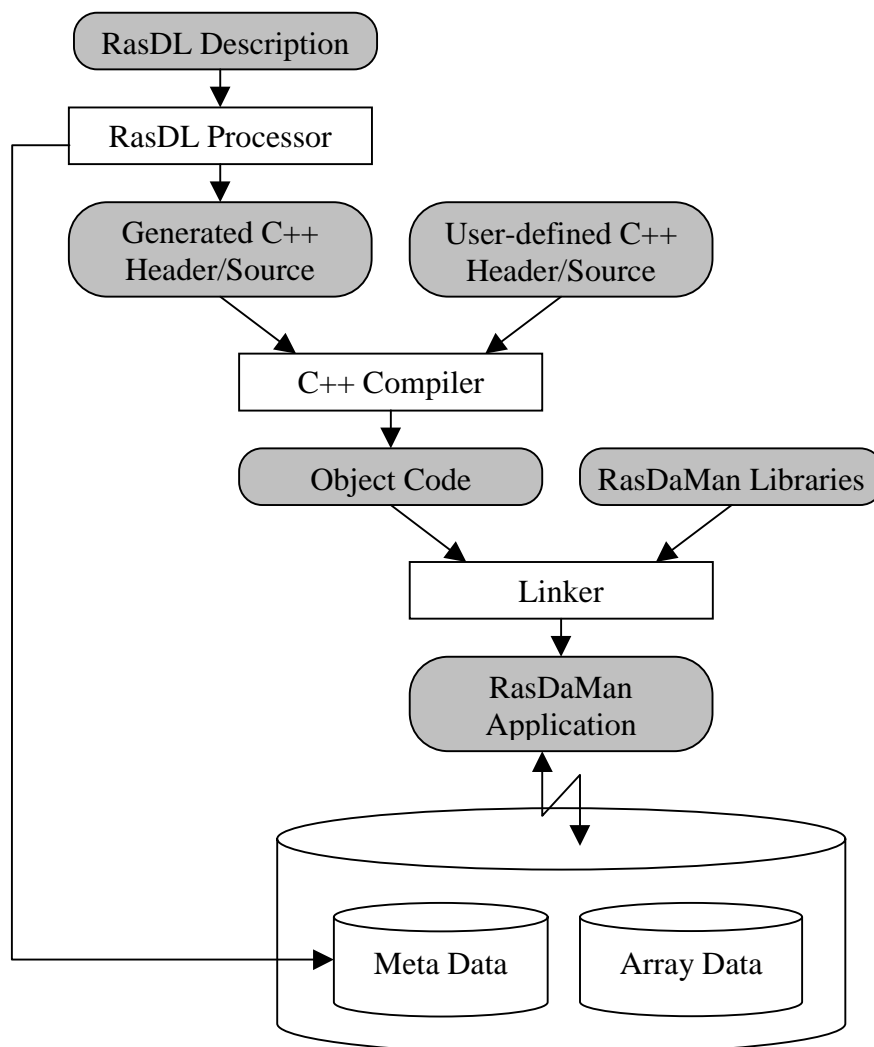 RasDL Description
RasDL Processor
Generated C++
Header/Source
User-defined C++
Header/Source
C++ Compiler
Object Code
RasDaMan Libraries
Linker
RasDaMan
Application
Meta Data
Array Data